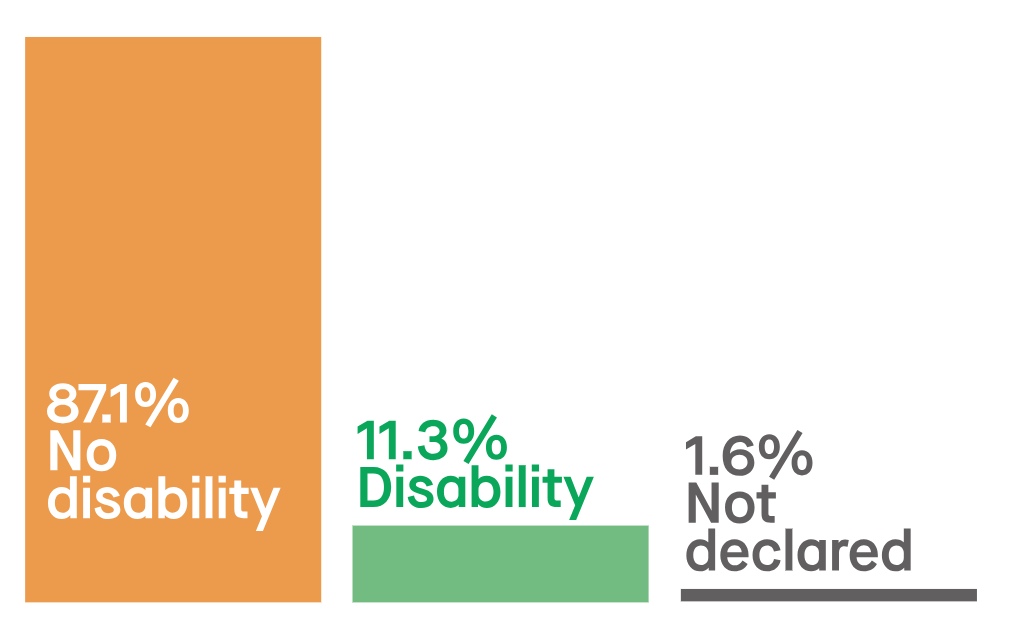 87.1%
No
disability
11.3%
Disability
1.6%
Not
declared